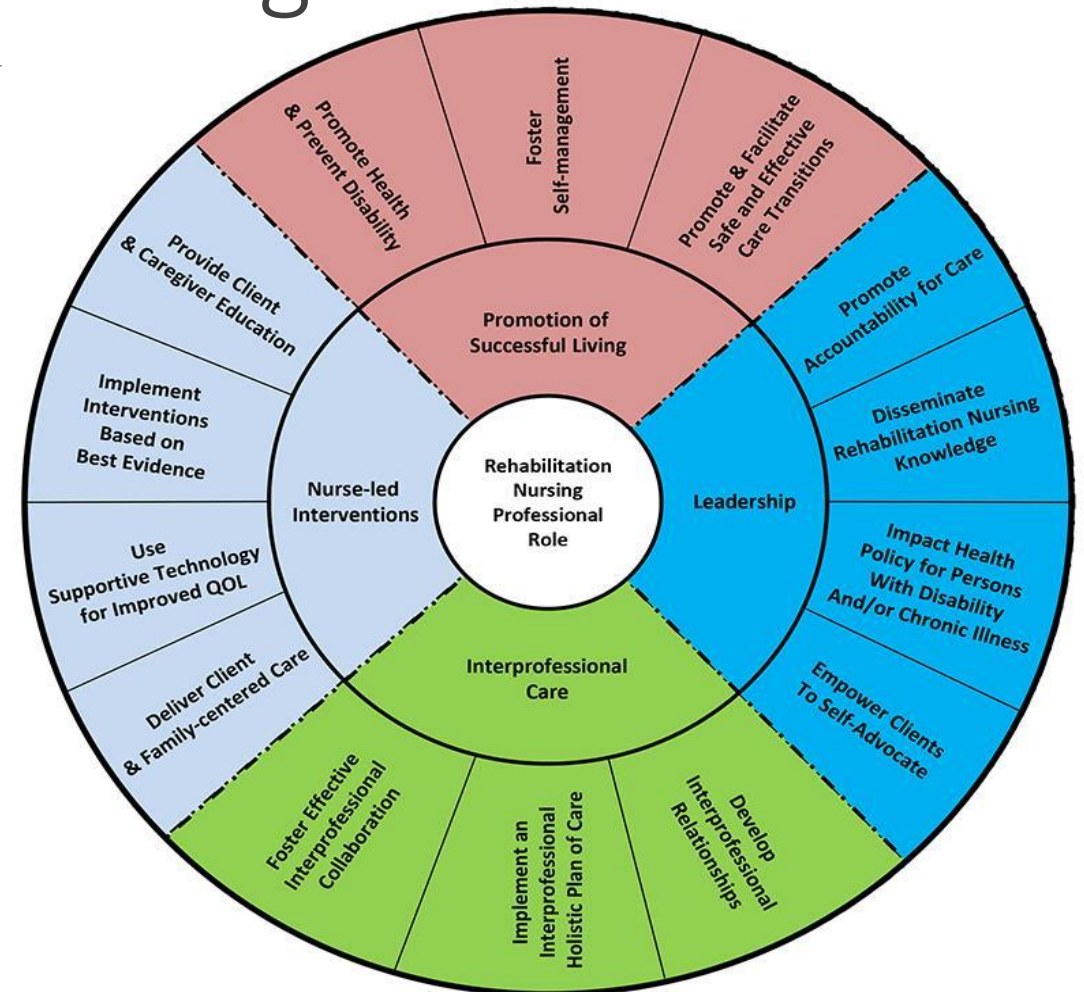 Promote Health
& Prevent Disability
Foster
Self-management
Promote & Facilitate
Safe and Effective
Care Transitions
Promotion of
Successful Living
Promote
Accountability for Care
Disseminate
Rehabilitation Nursing
Knowledge
Impact Health
Policy for Persons
With Disability
And/or Chronic Illness
Empower Clients
To Self-Advocate
Leadership
Develop
Interprofessional
Relationships
Implement an
Interprofessional
Holistic Plan of Care
Foster Effective
Interprofessional
Collaboration
Interprofessional
Care
Deliver Client
& Family-centered Care
Use
Supportive Technology
for Improved QOL
Implement
Interventions
Based on
Best Evidence
Provide Client
& Caregiver Education
Nurse-led
Interventions
Rehabilitation
Nursing
Professional
Role